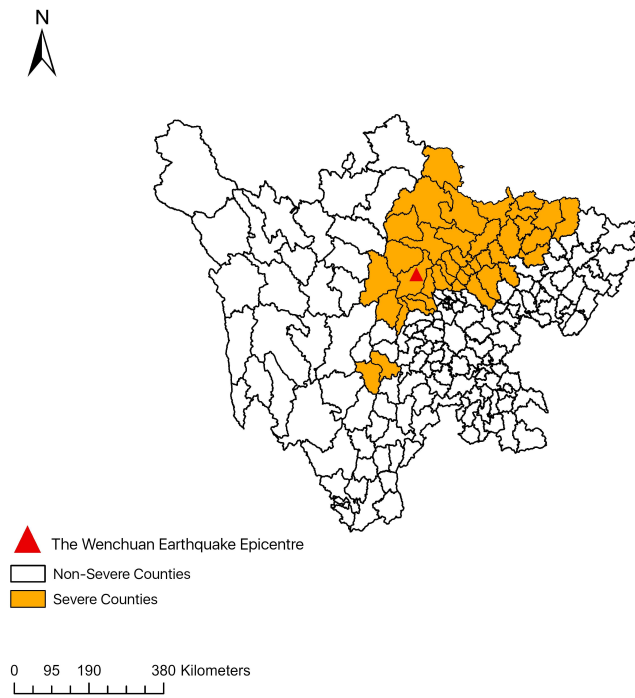 N
The Wenchuan Earthquake Epicentre
Non-Severe Counties
Severe Counties
0 95 190 380 Kilometers